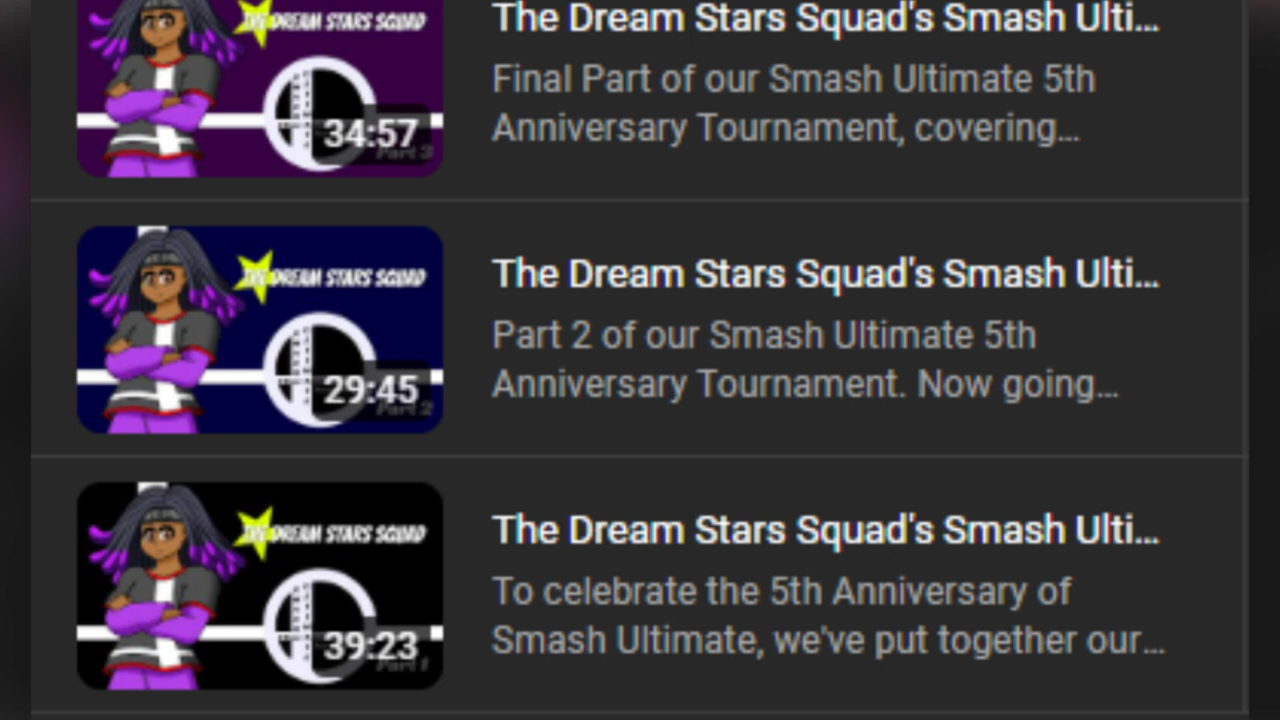 THE DREAM STARS SQUAD
34:57
Part 3
The Dream Stars Squad's Smash Ulti...
Final Part of our Smash Ultimate 5th
Anniversary Tournament, covering...
THE DREAM STARS SQUAD
29:45
Part 2
The Dream Stars Squad's Smash Ulti...
Part 2 of our Smash Ultimate 5th
Anniversary Tournament. Now going...
THE DREAM STARS SQUAD
39:23
Part 1
The Dream Stars Squad's Smash Ulti...
To celebrate the 5th Anniversary of
Smash Ultimate, we've put together our...